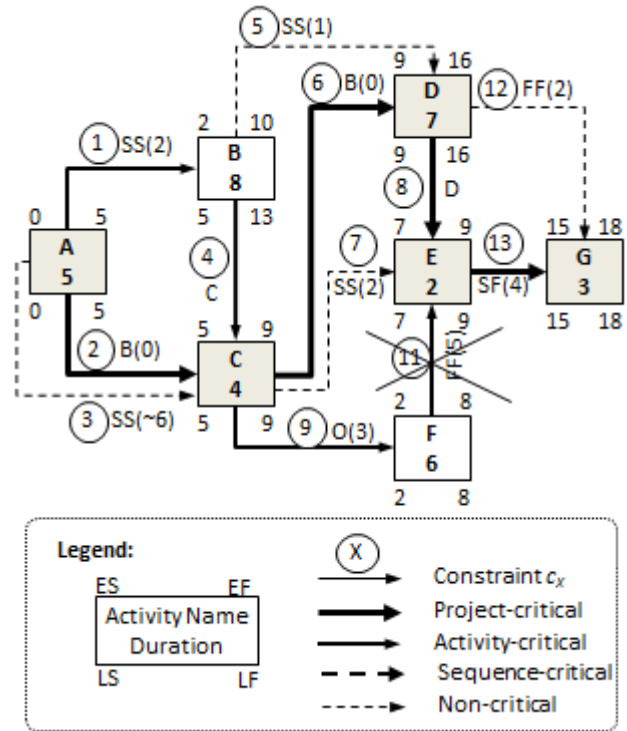 5 SS(1)
9 16
6 B(0)
D
7
12 FF(2)
2 10
1 SS(2)
B
8
9 16
8 D
5 13
0 5
A
5
7 9
13
15 18
7
E
2
G
3
4
C
SS(2)
SF(4)
0 5
5 9
7 9
15 18
2 B(0)
C
4
11 FF(5)
2 8
3 SS(~6)
5 9
9 O(3)
F
6
2 8
Legend:
X
ES EF
Constraint cx
Activity Name
Duration
Project-critical
Activity-critical
LS LF
Sequence-critical
Non-critical